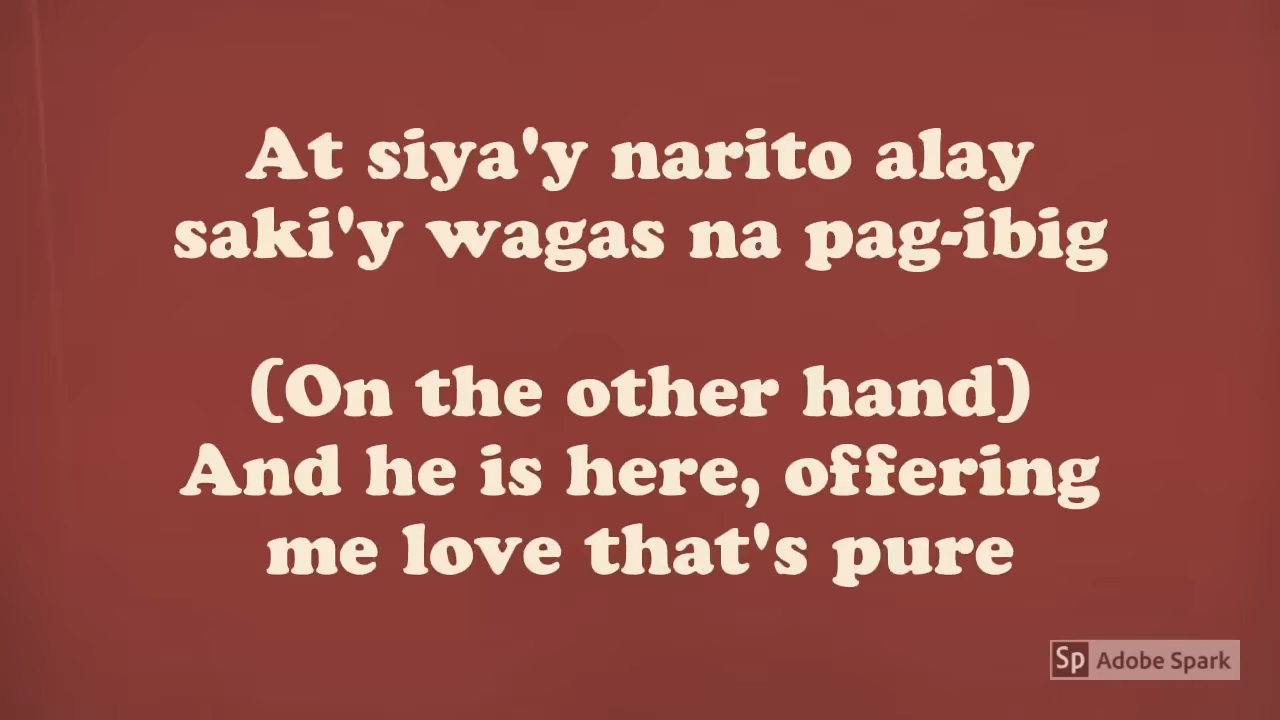 At siya'y narito alay
saki'y wagas na pag-ibig
(On the other hand)
And he is here, offering
me love that's pure
Sp Adobe Spark